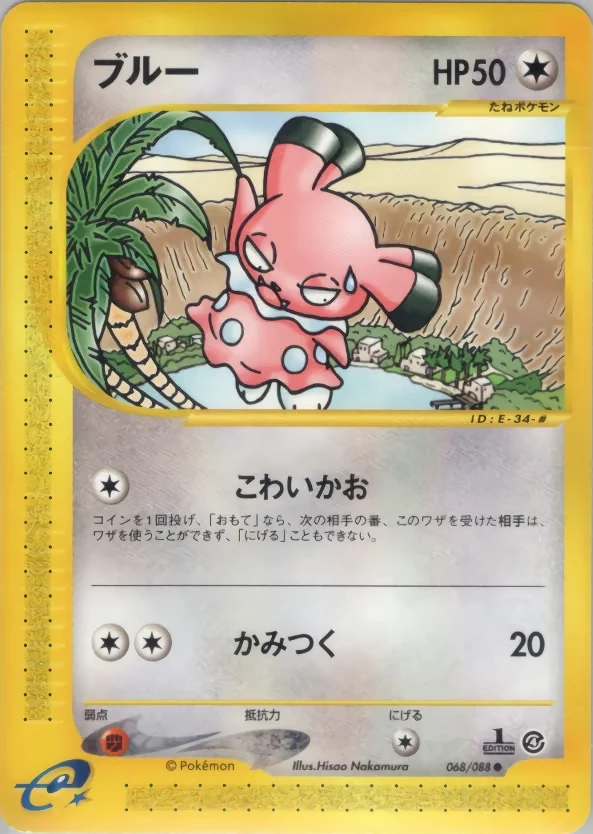 ブルー
HP50
たねポケモン
ID:E-34-#
こわいかお
コインを1回投げ、「おもて」なら、次の相手の番、このワザを受けた相手は、
ワザを使うことができず、「にげる」こともできない。
かみつく 20
弱点 抵抗力 にげる
© Pokémon Illus.Hisao Nakamura 1 EDITION 068/088
e